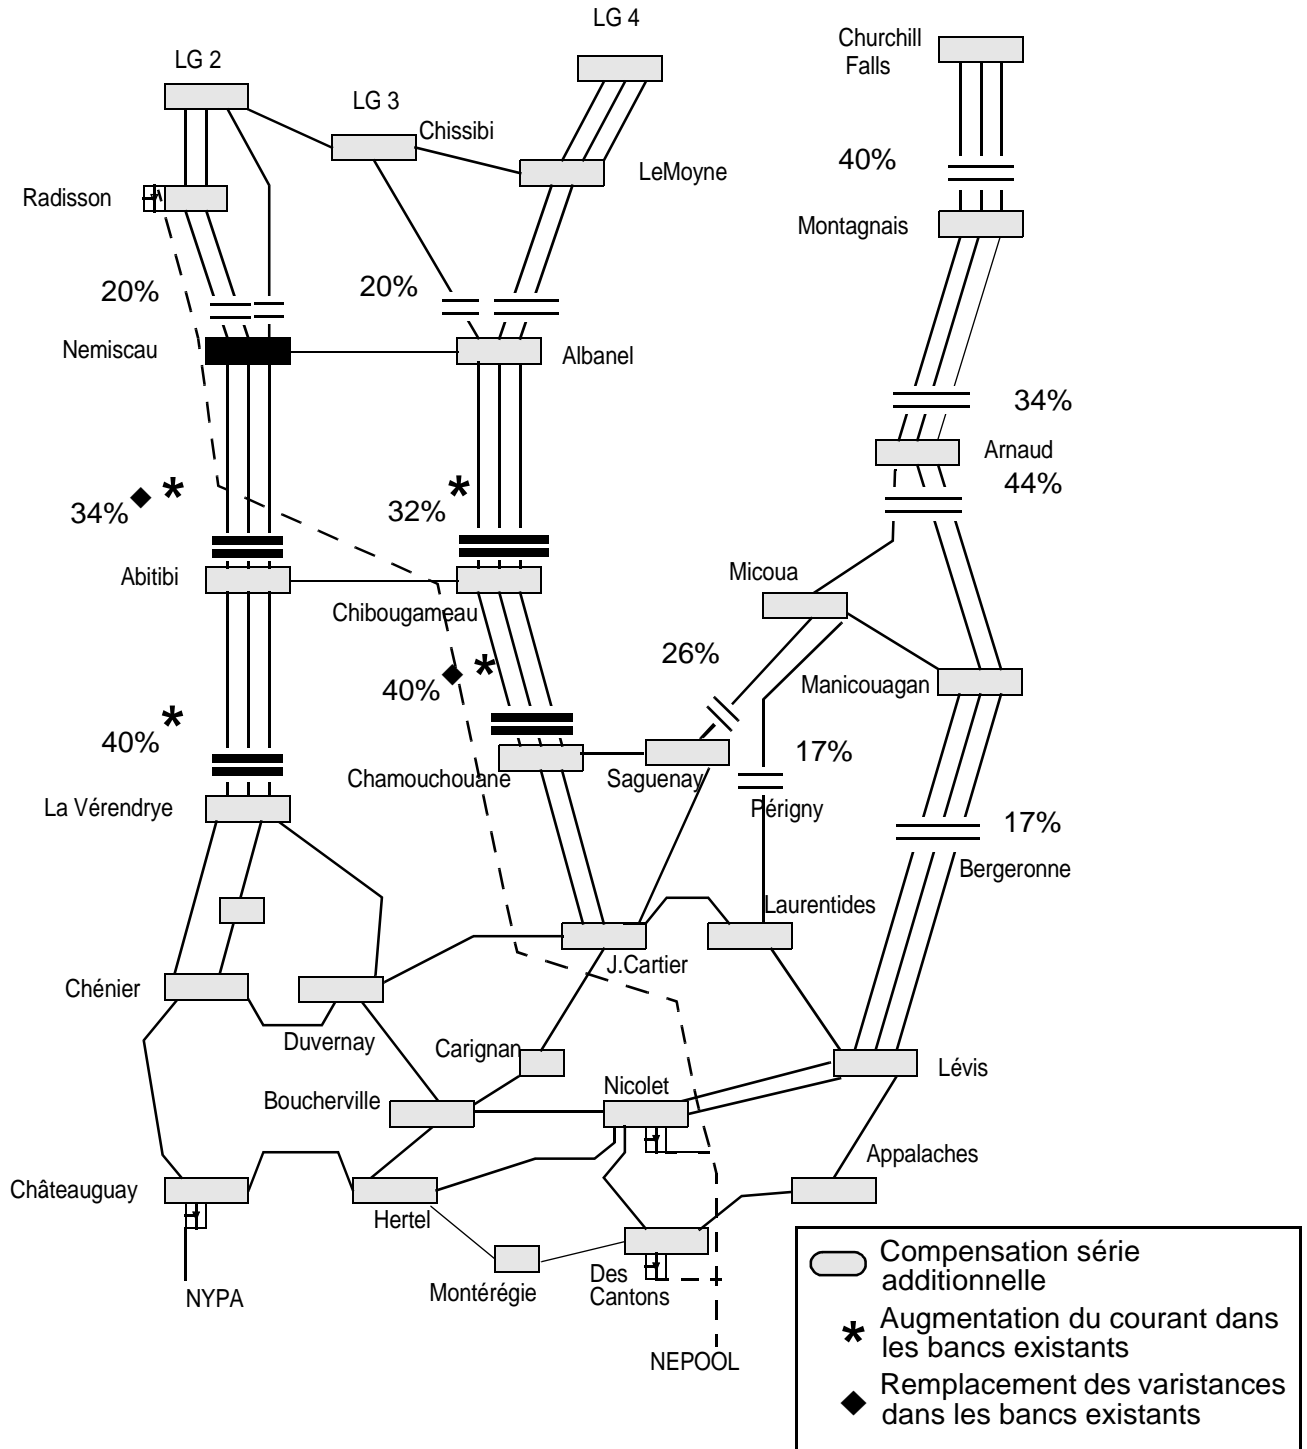 LG 4
Churchill
Falls
LG 2
LG 3
Chissibi
40%
LeMoyne
Radisson
Montagnais
20%
20%
Nemiscau
Albanel
34%
Arnaud
44%
34%◆ *
32% *
Abitibi
Micoua
Chibougameau
26%
40%◆ *
Manicouagan
40% *
17%
Chamouchouane
Saguenay
La Vérendrye
Périgny
17%
Bergeronne
Laurentides
J.Cartier
Chénier
Duvernay
Carignan
Lévis
Nicolet
Boucherville
Appalaches
Châteauguay
Hertel
Des
Cantons
Montérégie
NYPA
NEPOOL
Compensation série
additionnelle
* Augmentation du courant dans
les bancs existants
◆ Remplacement des varistances
dans les bancs existants